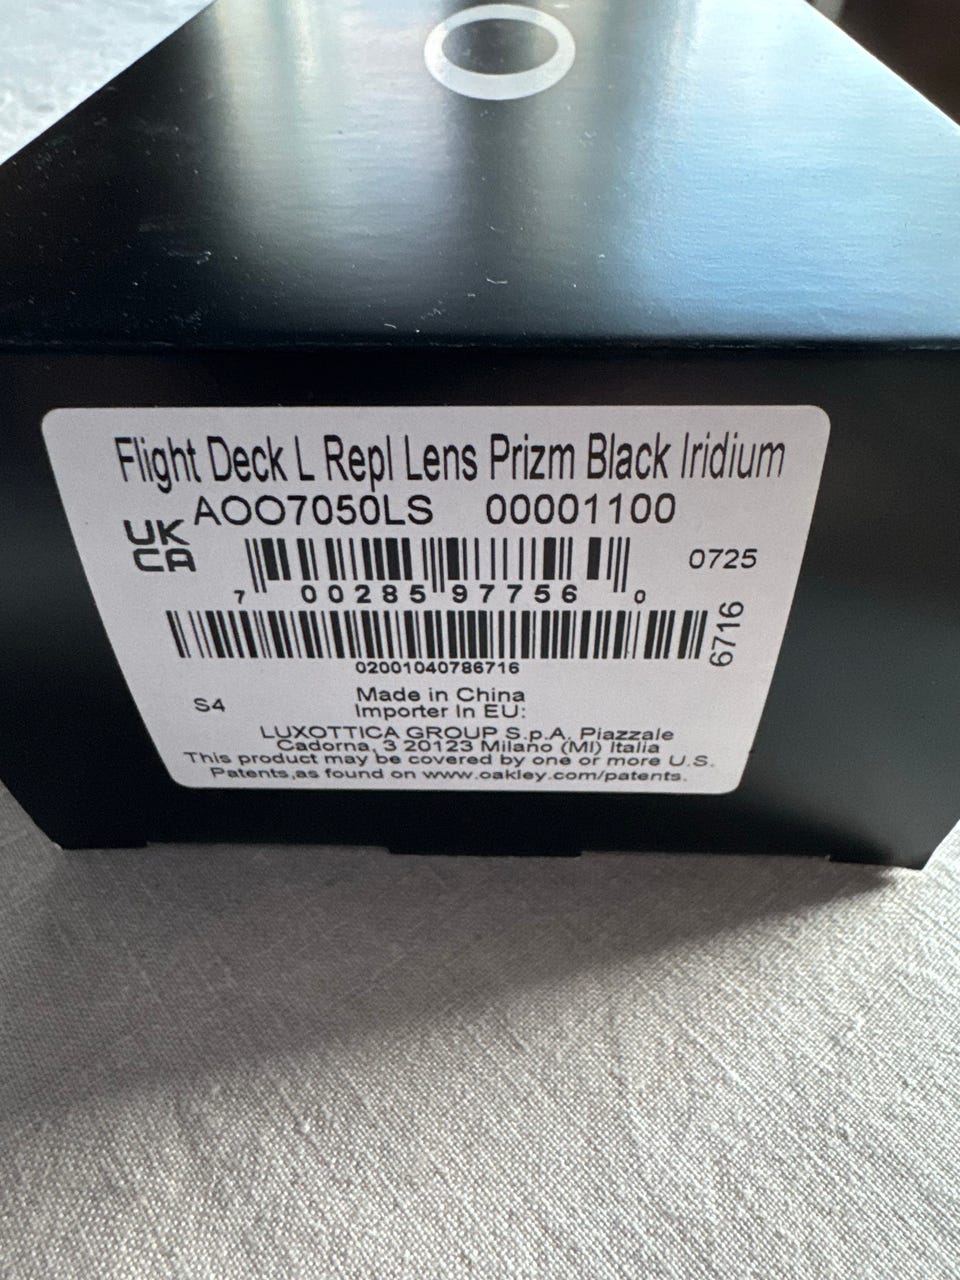 Flight Deck L Repl Lens Prizm Black Iridium
AOO7050LS 00001100
UK
CA
0725
7 00285 97756 0
6716
02001040786716
S4
Made in China
Importer In EU:
LUXOTTICA GROUP S.p.A. Piazzale
Cadorna, 3 20123 Milano (MI) Italia
This product may be covered by one or more U.S.
Patents,as found on www.oakley.com/patents.